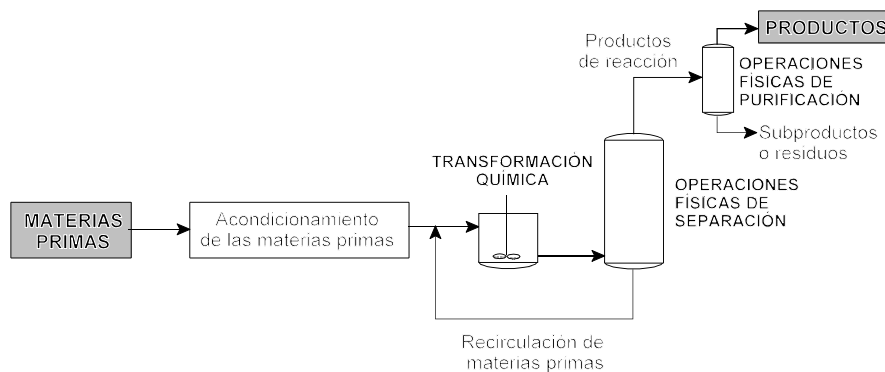 MATERIAS
PRIMAS
Acondicionamiento
de las materias primas
TRANSFORMACIÓN
QUÍMICA
Recirculación de
materias primas
OPERACIONES
FÍSICAS DE
SEPARACIÓN
Productos
de reacción
PRODUCTOS
OPERACIONES
FÍSICAS DE
PURIFICACIÓN
Subproductos
o residuos